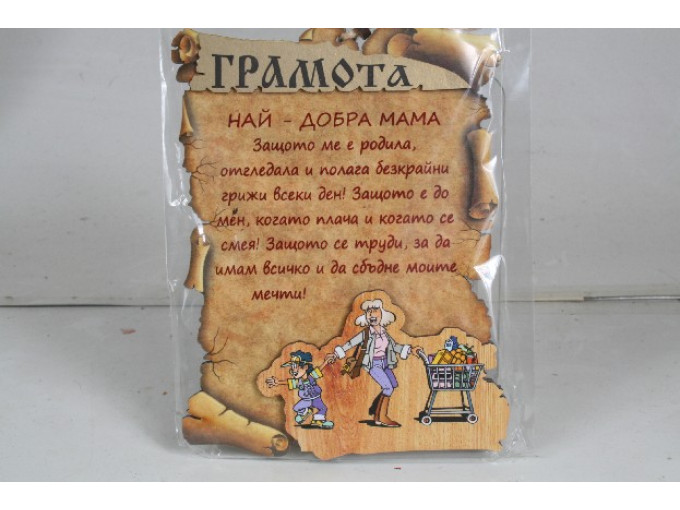 ГРАМОТА
НАЙ - ДОБРА МАМА
Защото ме е родила,
отгледала и полага безкрайни
грижи всеки ден! Защото е до
мен, когато плача и когато се
смея! Защото се труди, за да
имам всичко и да сбъдне моите
мечти!